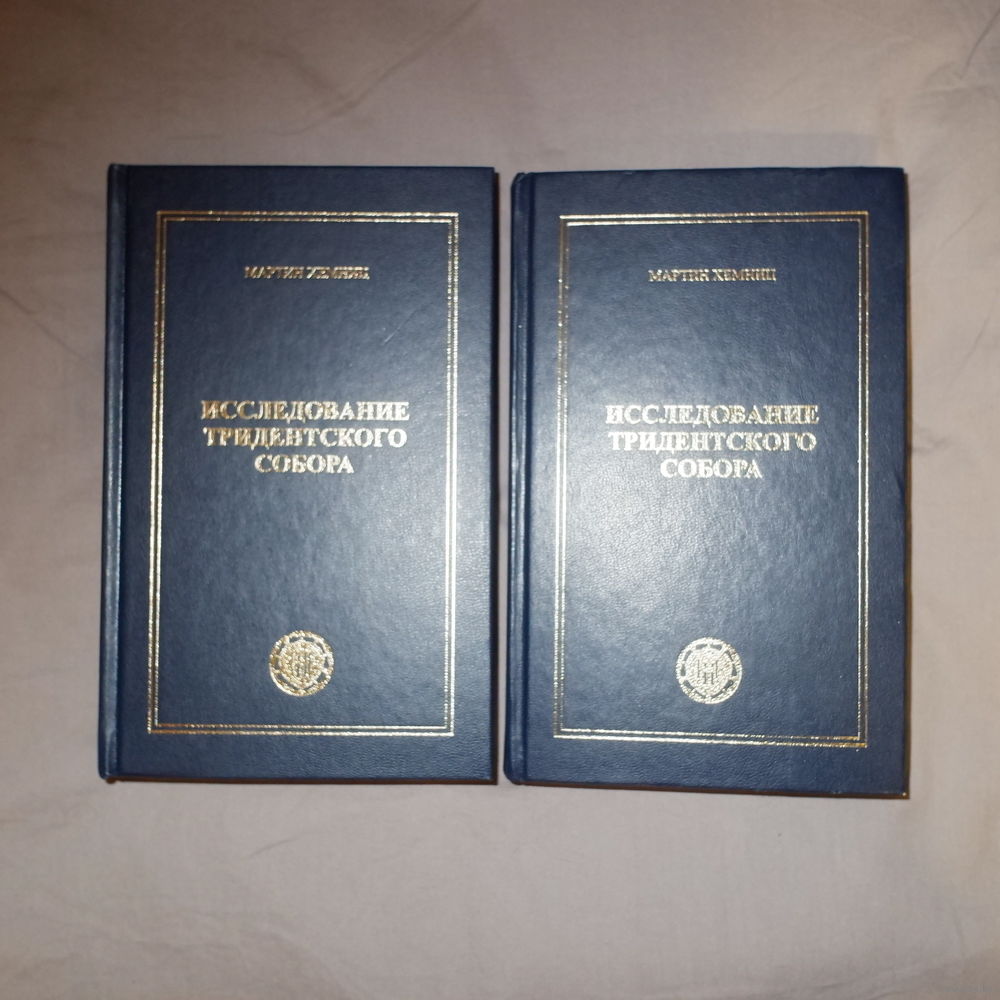 МАРТИН ХЕМНИЦ
ИССЛЕДОВАНИЕ
ТРИДЕНТСКОГО
СОБОРА
МАРТИН ХЕМНИЦ
ИССЛЕДОВАНИЕ
ТРИДЕНТСКОГО
СОБОРА